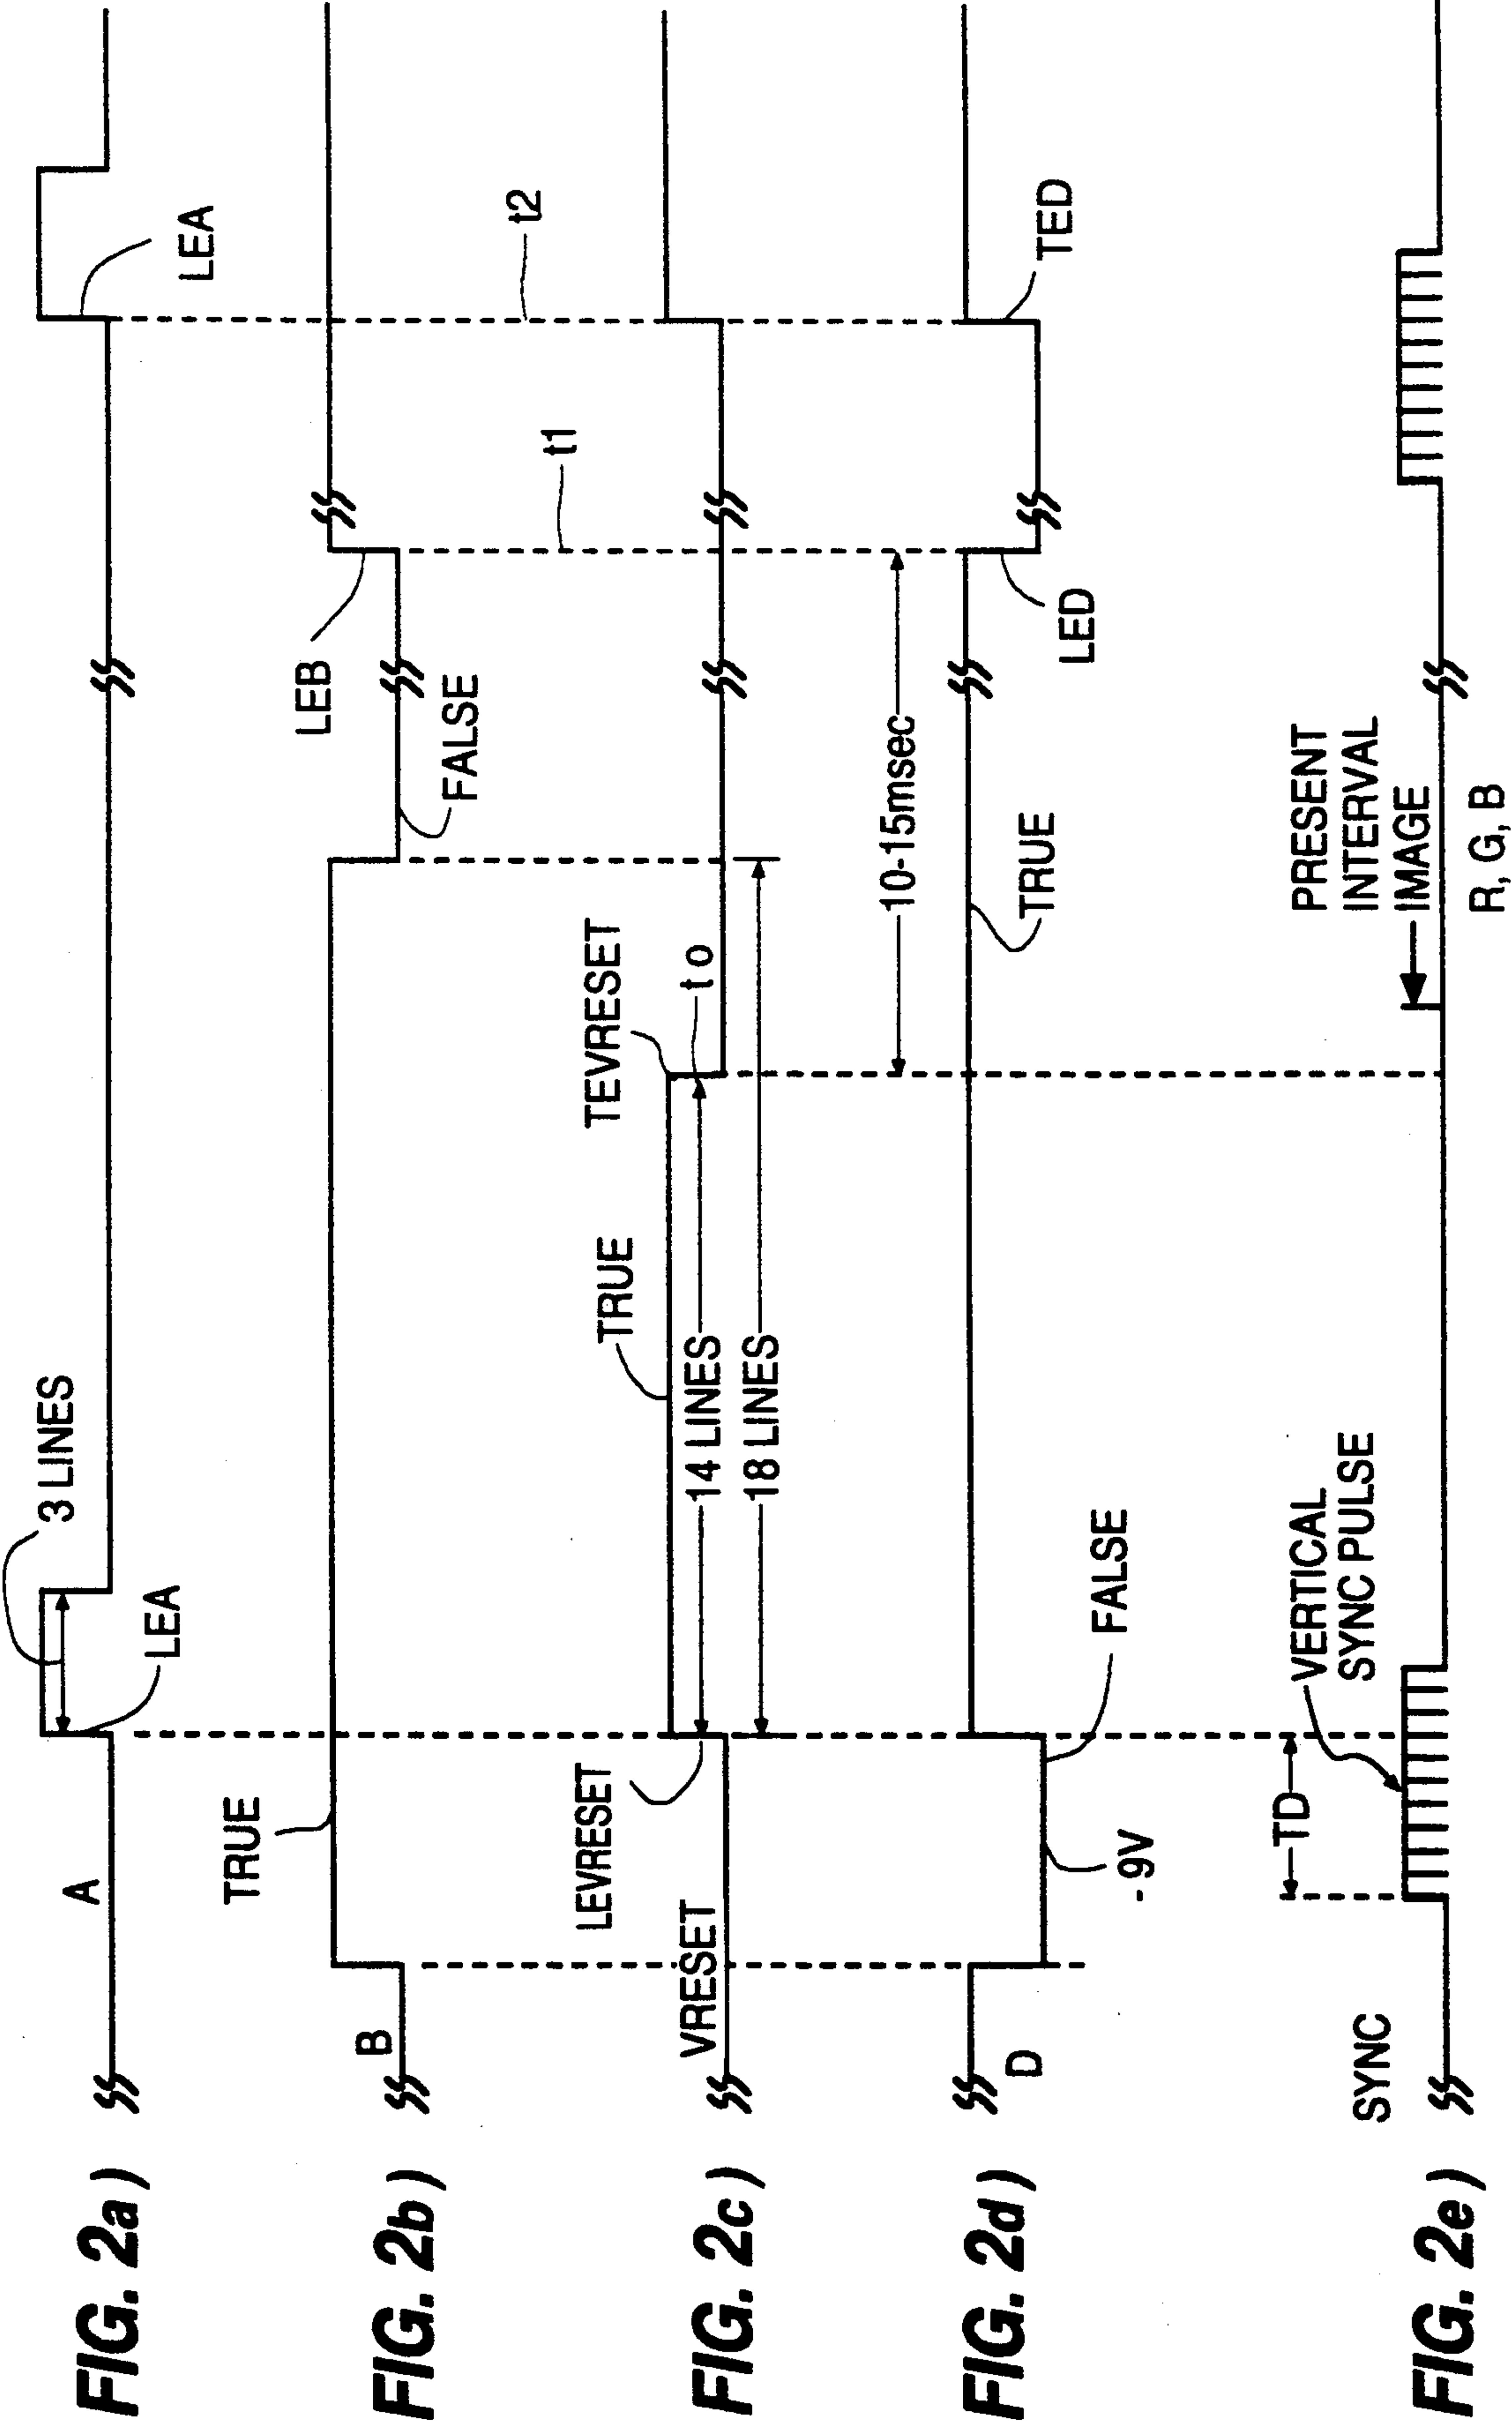 FIG. 2a)
A
LEA
3 LINES
LEA
FIG. 2b)
B
TRUE
FALSE
LEB
t1
t2
FIG. 2c)
VRESET
LEVRESET
TRUE
TEVRESET
to
14 LINES
18 LINES
10-15msec
FIG. 2d)
D
-9V
FALSE
TRUE
LED
TED
FIG. 2e)
SYNC
TD
VERTICAL
SYNC PULSE
PRESENT
INTERVAL
IMAGE
R, G, B